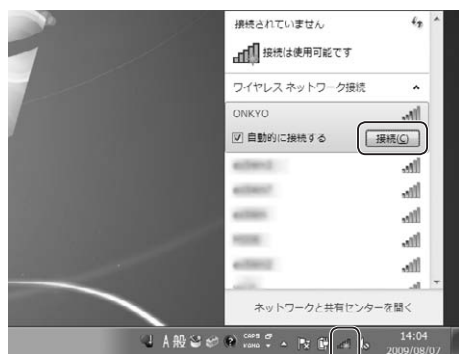 接続されていません
接続は使用可能です
ワイヤレス ネットワーク接続
ONKYO
自動的に接続する
接続(C)
ネットワークと共有センターを開く
A 般
CAPS
KANA
14:04
2009/08/07